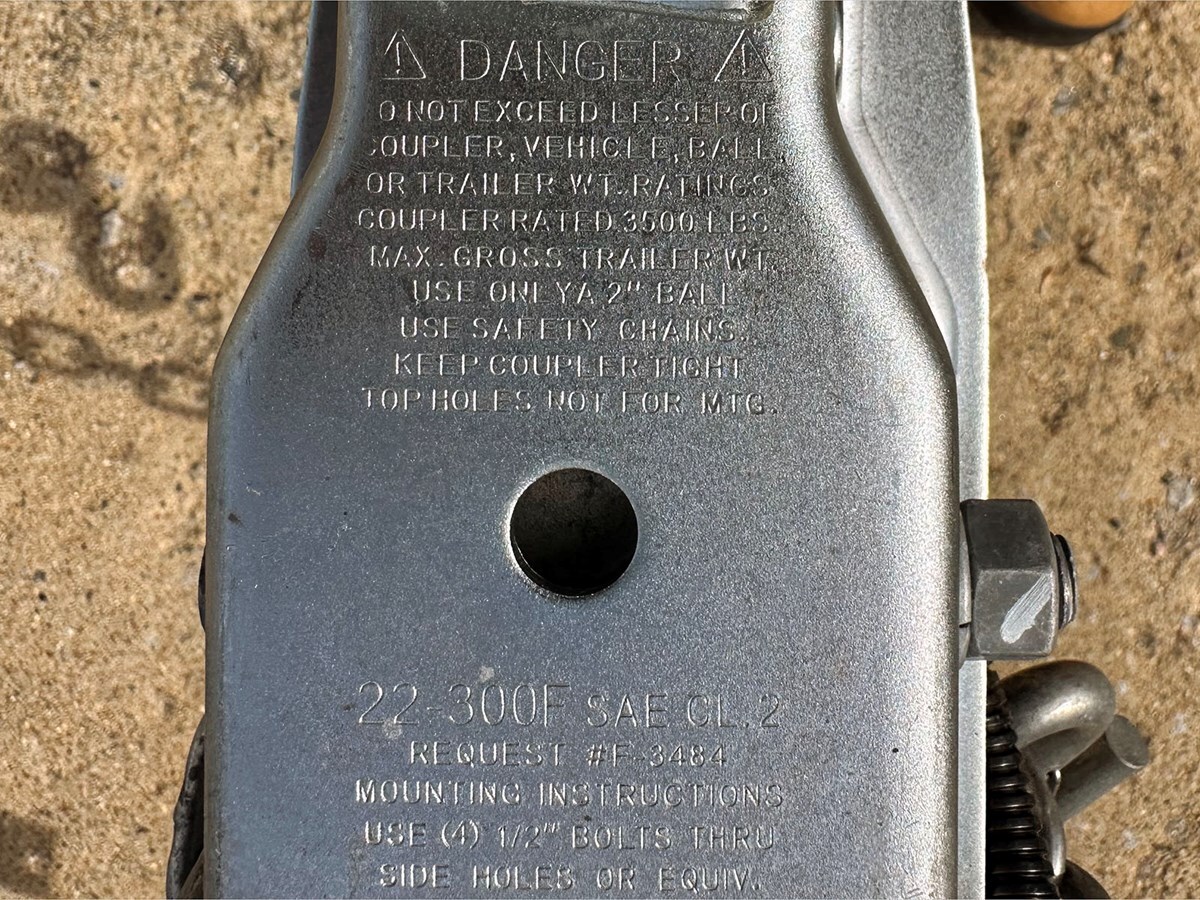 DANGER
O NOT EXCEED LESSER OF
COUPLER, VEHICLE, BALL,
OR TRAILER WT. RATINGS
COUPLER RATED 3500 LBS.
MAX. GROSS TRAILER WT.
USE ONLY A 2" BALL
USE SAFETY CHAINS.
KEEP COUPLER TIGHT
TOP HOLES NOT FOR MTG.
22-300F SAE CL. 2
REQUEST #F-3484
MOUNTING INSTRUCTIONS
USE (4) 1/2" BOLTS THRU
SIDE HOLES OR EQUIV.